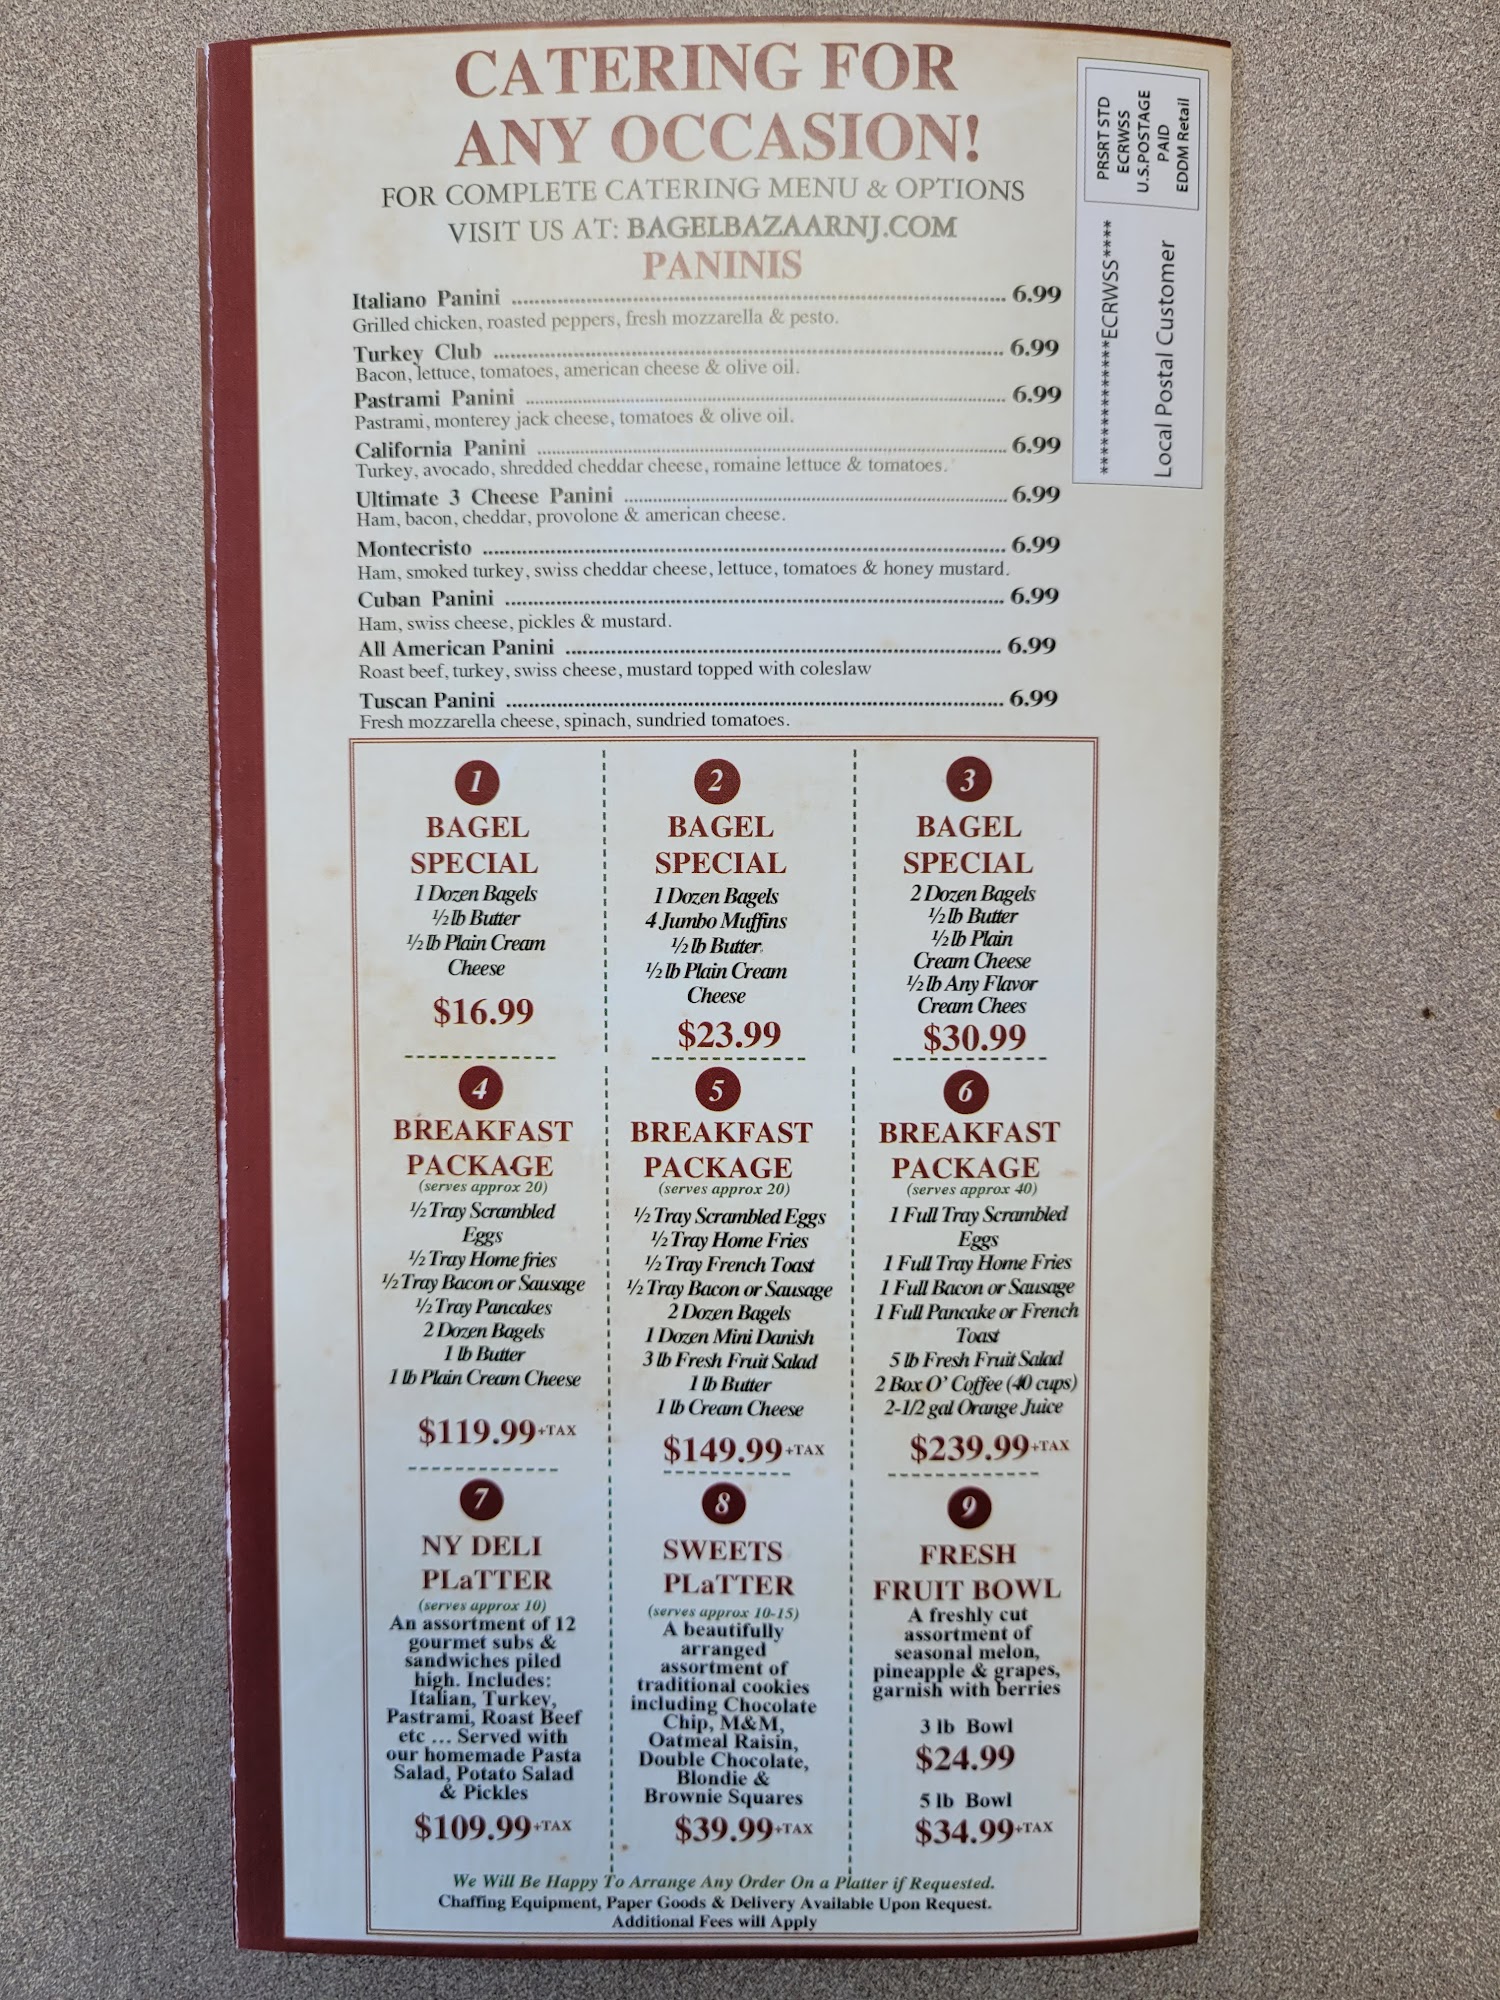 CATERING FOR
ANY OCCASION!
FOR COMPLETE CATERING MENU & OPTIONS
VISIT US AT: BAGELBAZAARNJ.COM
PRSRT STD
ECRWSS
U.S.POSTAGE
PAID
EDDM Retail
**************ECRWSS****
Local Postal Customer
PANINIS
Italiano Panini ........ 6.99
Grilled chicken, roasted peppers, fresh mozzarella & pesto.
Turkey Club ........ 6.99
Bacon, lettuce, tomatoes, american cheese & olive oil.
Pastrami Panini ........ 6.99
Pastrami, monterey jack cheese, tomatoes & olive oil.
California Panini ........ 6.99
Turkey, avocado, shredded cheddar cheese, romaine lettuce & tomatoes.
Ultimate 3 Cheese Panini ........ 6.99
Ham, bacon, cheddar, provolone & american cheese.
Montecristo ........ 6.99
Ham, smoked turkey, swiss cheddar cheese, lettuce, tomatoes & honey mustard.
Cuban Panini ........ 6.99
Ham, swiss cheese, pickles & mustard.
All American Panini ........ 6.99
Roast beef, turkey, swiss cheese, mustard topped with coleslaw
Tuscan Panini ........ 6.99
Fresh mozzarella cheese, spinach, sundried tomatoes.
1
BAGEL
SPECIAL
1 Dozen Bagels
½ lb Butter
½ lb Plain Cream
Cheese
$16.99
2
BAGEL
SPECIAL
1 Dozen Bagels
4 Jumbo Muffins
½ lb Butter
½ lb Plain Cream
Cheese
$23.99
3
BAGEL
SPECIAL
2 Dozen Bagels
½ lb Butter
½ lb Plain
Cream Cheese
½ lb Any Flavor
Cream Chees
$30.99
4
BREAKFAST
PACKAGE
(serves approx 20)
½ Tray Scrambled
Eggs
½ Tray Home fries
½ Tray Bacon or Sausage
½ Tray Pancakes
2 Dozen Bagels
1 lb Butter
1 lb Plain Cream Cheese
$119.99+TAX
5
BREAKFAST
PACKAGE
(serves approx 20)
½ Tray Scrambled Eggs
½ Tray Home Fries
½ Tray French Toast
½ Tray Bacon or Sausage
2 Dozen Bagels
1 Dozen Mini Danish
3 lb Fresh Fruit Salad
1 lb Butter
1 lb Cream Cheese
$149.99+TAX
6
BREAKFAST
PACKAGE
(serves approx 40)
1 Full Tray Scrambled
Eggs
1 Full Tray Home Fries
1 Full Bacon or Sausage
1 Full Pancake or French
Toast
5 lb Fresh Fruit Salad
2 Box O' Coffee (40 cups)
2-1/2 gal Orange Juice
$239.99+TAX
7
NY DELI
PLaTTER
(serves approx 10)
An assortment of 12
gourmet subs &
sandwiches piled
high. Includes:
Italian, Turkey,
Pastrami, Roast Beef
etc ... Served with
our homemade Pasta
Salad, Potato Salad
& Pickles
$109.99+TAX
8
SWEETS
PLaTTER
(serves approx 10-15)
A beautifully
arranged
assortment of
traditional cookies
including Chocolate
Chip, M&M,
Oatmeal Raisin,
Double Chocolate,
Blondie &
Brownie Squares
$39.99+TAX
9
FRESH
FRUIT BOWL
A freshly cut
assortment of
seasonal melon,
pineapple & grapes,
garnish with berries
3 lb Bowl
$24.99
5 lb Bowl
$34.99+TAX
We Will Be Happy To Arrange Any Order On a Platter if Requested.
Chaffing Equipment, Paper Goods & Delivery Available Upon Request.
Additional Fees will Apply